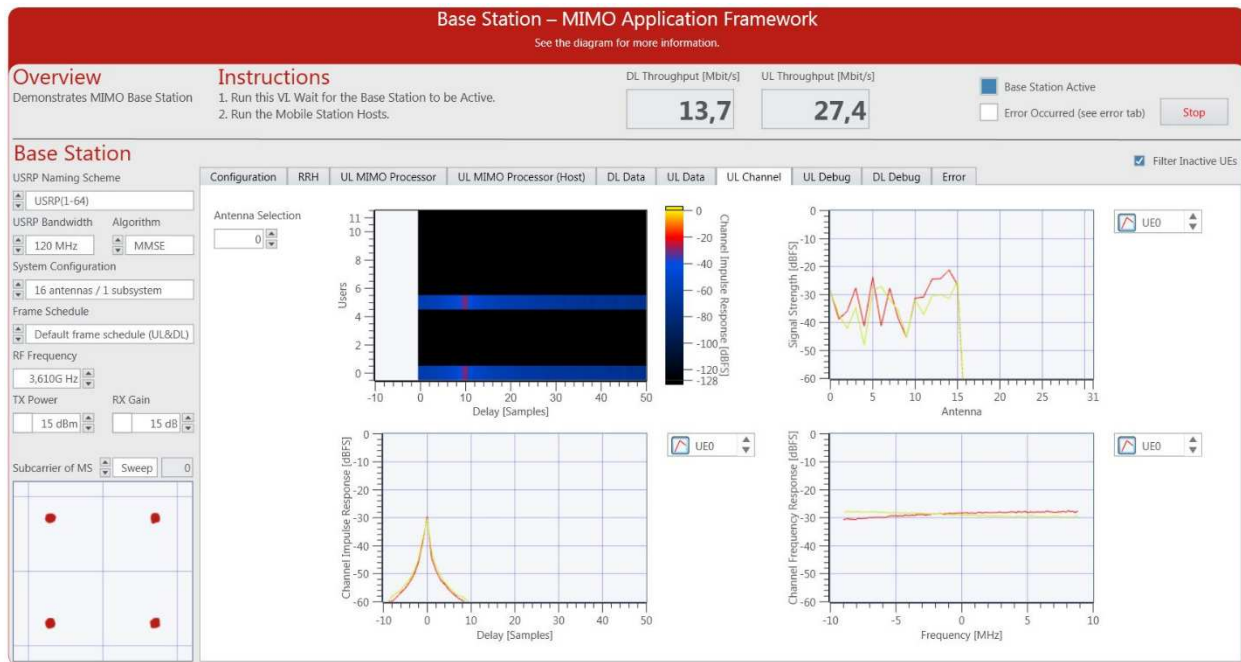 Base Station – MIMO Application Framework
See the diagram for more information.
Overview
Demonstrates MIMO Base Station
Instructions
1. Run this VI. Wait for the Base Station to be Active.
2. Run the Mobile Station Hosts.
DL Throughput [Mbit/s]
13,7
UL Throughput [Mbit/s]
27,4
Base Station Active
Error Occurred (see error tab)
Stop
Base Station
Filter Inactive UEs
USRP Naming Scheme
USRP(1-64)
USRP Bandwidth
Algorithm
120 MHz
MMSE
System Configuration
16 antennas / 1 subsystem
Frame Schedule
Default frame schedule (UL&DL)
RF Frequency
3,610G Hz
TX Power
RX Gain
15 dBm
15 dB
Subcarrier of MS
Sweep
0
Configuration
RRH
UL MIMO Processor
UL MIMO Processor (Host)
DL Data
UL Data
UL Channel
UL Debug
DL Debug
Error
Antenna Selection
0
Users
11
10
8
6
4
2
0
-10
0
10
20
30
40
50
Delay [Samples]
0
-20
-40
-60
-80
-100
-120
-128
Channel Impulse Response [dBFS]
Signal Strength [dBFS]
0
-10
-20
-30
-40
-50
-60
0
5
10
15
20
25
31
Antenna
UE0
Channel Impulse Response [dBFS]
0
-10
-20
-30
-40
-50
-60
-10
0
10
20
30
40
50
Delay [Samples]
UE0
Channel Frequency Response [dBFS]
0
-10
-20
-30
-40
-50
-60
-10
-5
0
5
10
Frequency [MHz]
UE0